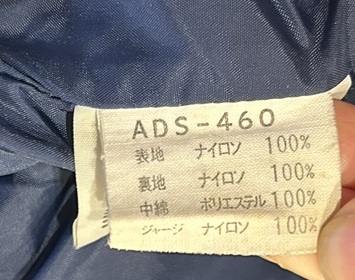 ADS-460
表地 ナイロン 100%
裏地 ナイロン 100%
中綿 ポリエステル 100%
ジャージ ナイロン 100%